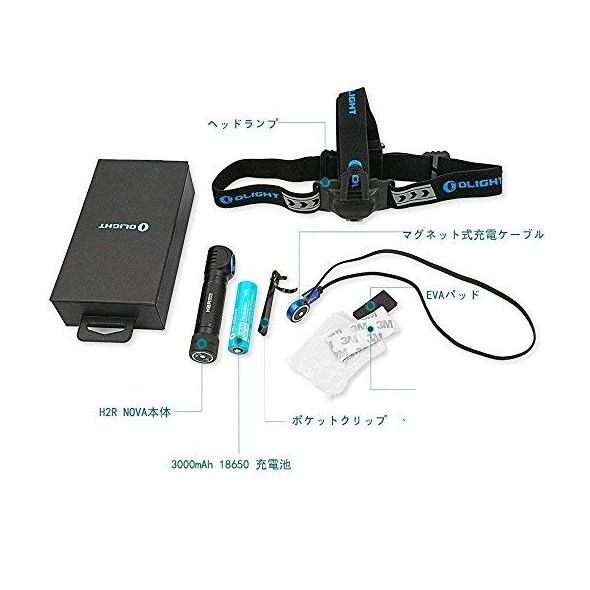 ヘッドランプ
OLIGHT
OLIGHT
OLIGHT
マグネット式充電ケーブル
EVAパッド
3M
3M
3M
H2R NOVA本体
ポケットクリップ
3000mAh 18650 充電池